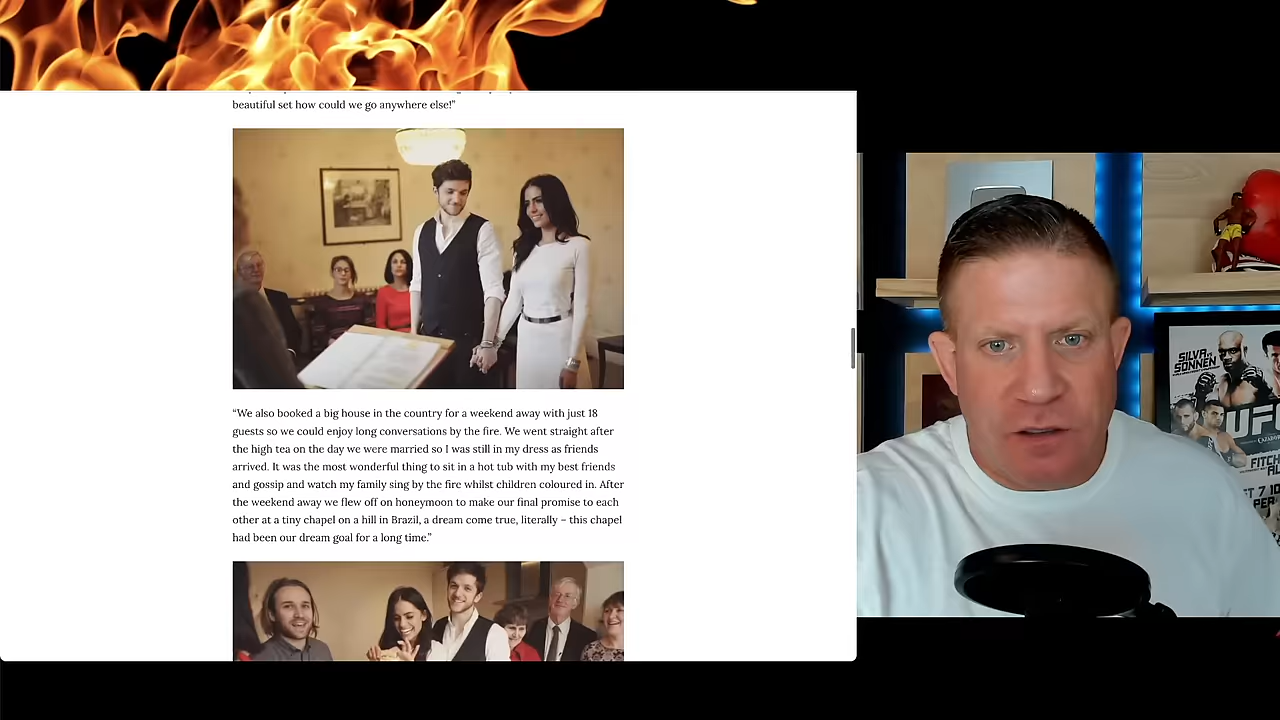 beautiful set how could we go anywhere else!”
“We also booked a big house in the country for a weekend away with just 18
guests so we could enjoy long conversations by the fire. We went straight after
the high tea on the day we were married so I was still in my dress as friends
arrived. It was the most wonderful thing to sit in a hot tub with my best friends
and gossip and watch my family sing by the fire whilst children coloured in. After
the weekend away we flew off on honeymoon to make our final promise to each
other at a tiny chapel on a hill in Brazil, a dream come true, literally – this chapel
had been our dream goal for a long time.”
SILVA
SONNEN
UFC
FITCH